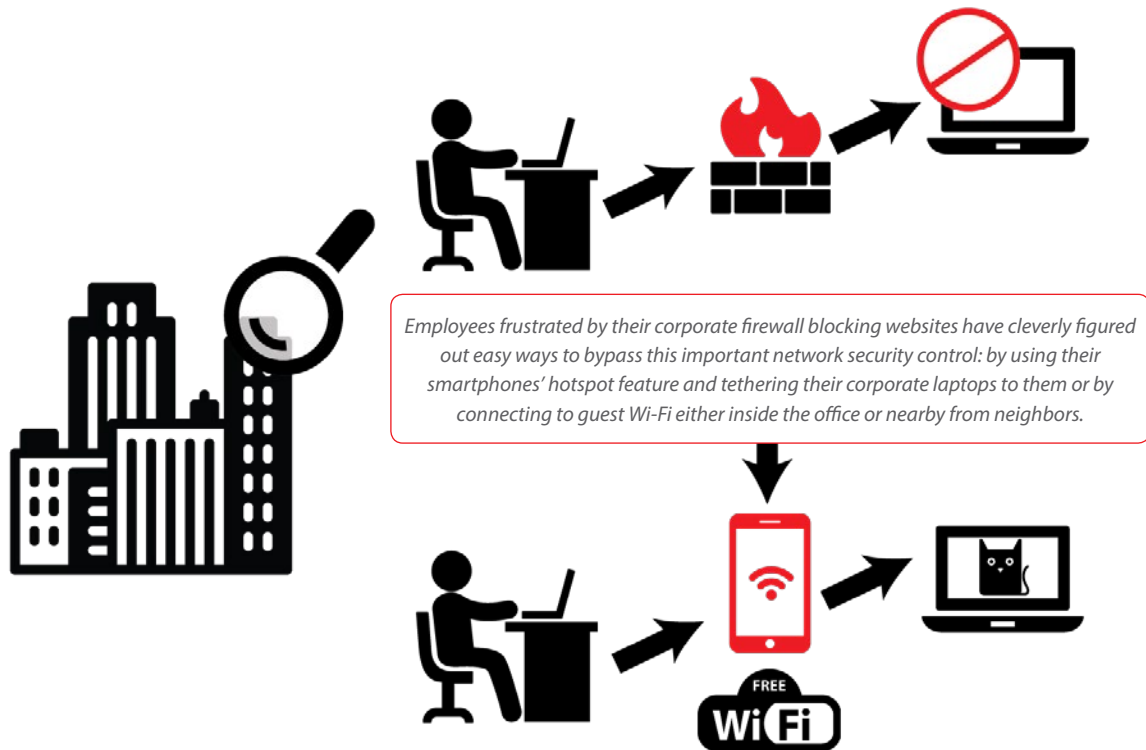 Employees frustrated by their corporate firewall blocking websites have cleverly figured
out easy ways to bypass this important network security control: by using their
smartphones’ hotspot feature and tethering their corporate laptops to them or by
connecting to guest Wi-Fi either inside the office or nearby from neighbors.
FREE
WiFi